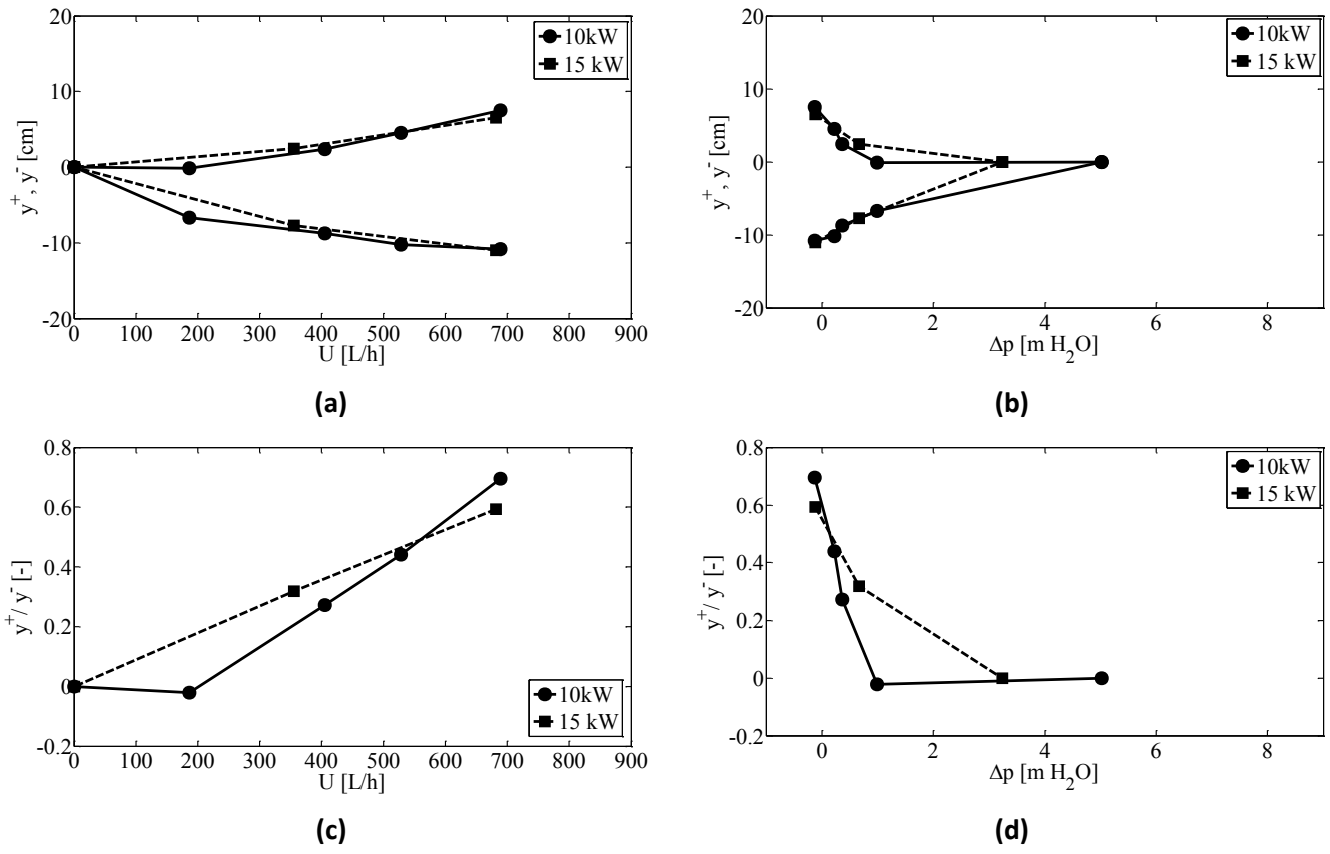 20
10
0
-10
-20
y+, y- [cm]
0 100 200 300 400 500 600 700 800 900
U [L/h]
10kW
15 kW
(a)
20
10
0
-10
-20
y+, y- [cm]
0 2 4 6 8
Δp [m H2O]
10kW
15 kW
(b)
0.8
0.6
0.4
0.2
0
-0.2
y+/ y- [-]
0 100 200 300 400 500 600 700 800 900
U [L/h]
10kW
15 kW
(c)
0.8
0.6
0.4
0.2
0
-0.2
y+/ y- [-]
0 2 4 6 8
Δp [m H2O]
10kW
15 kW
(d)